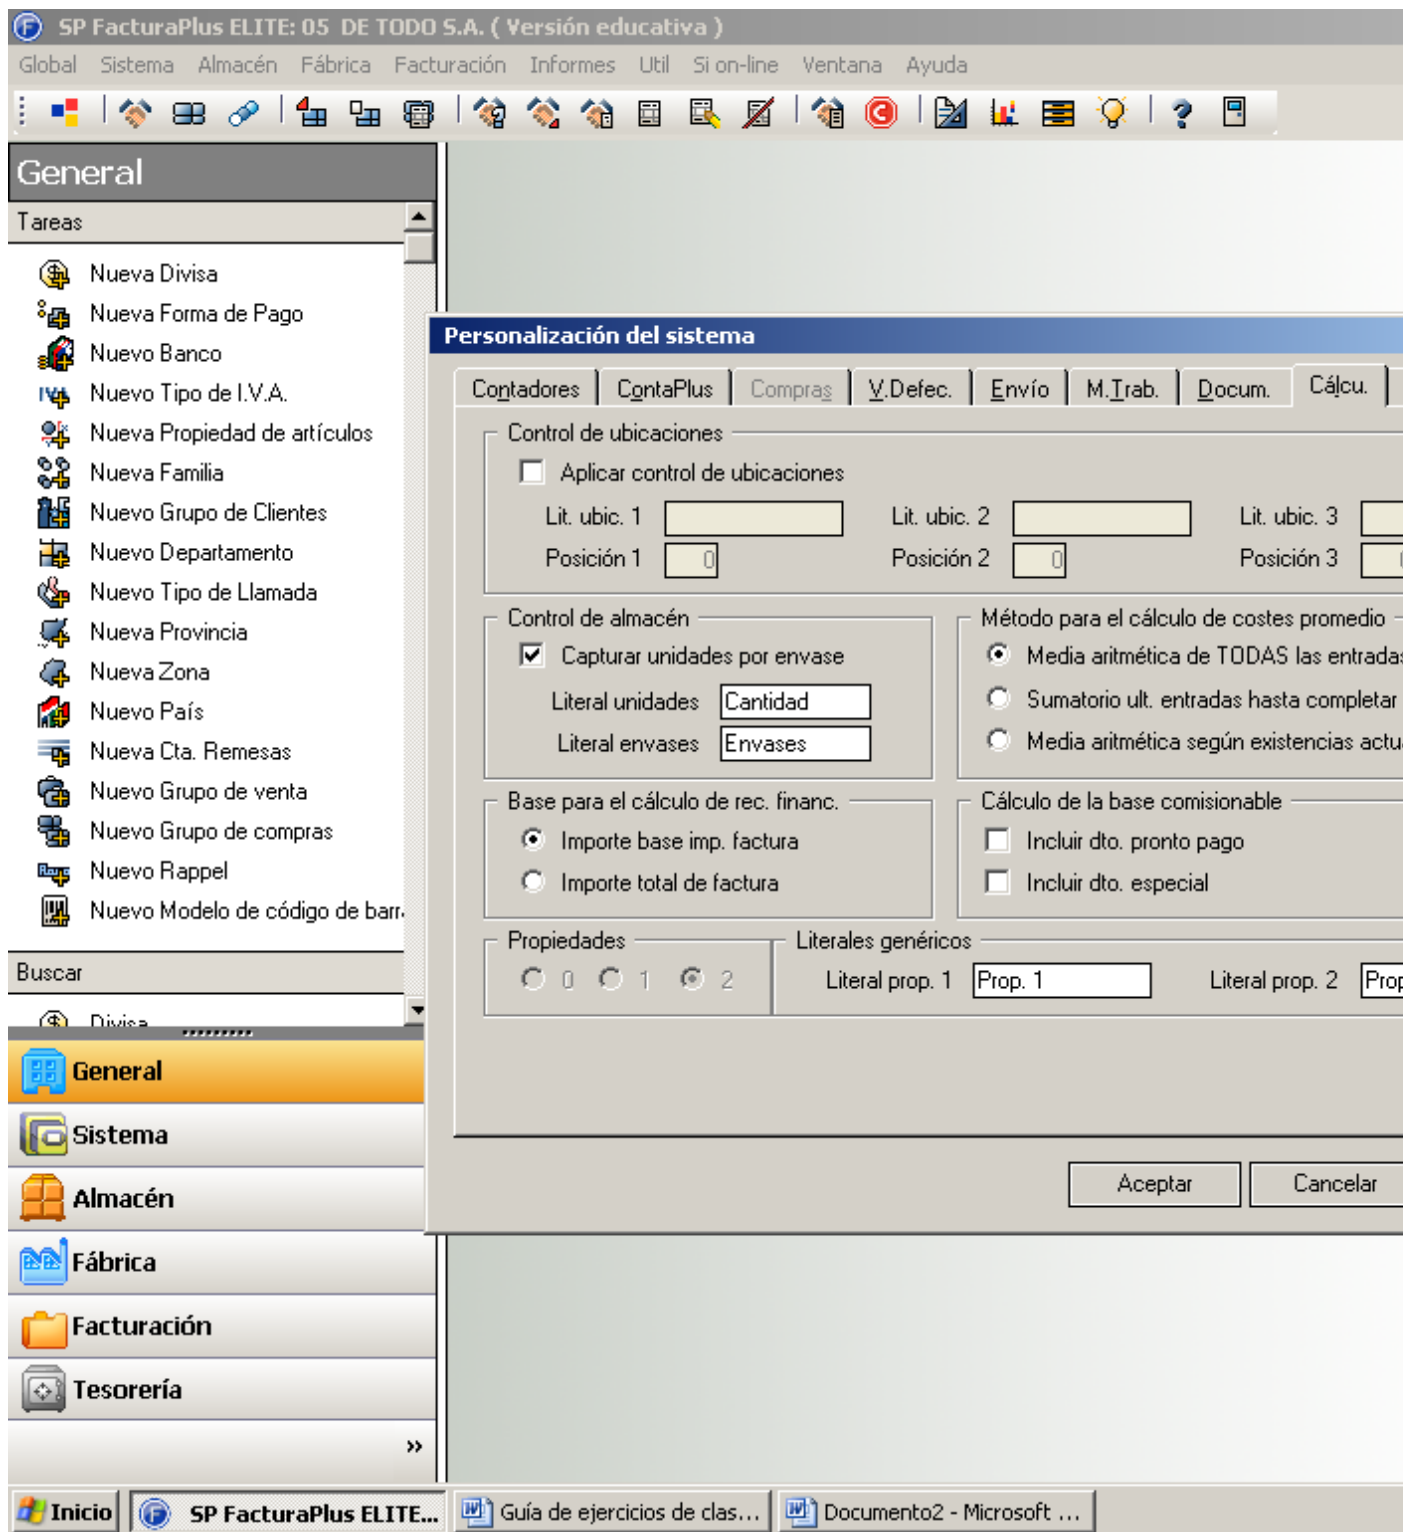 SP FacturaPlus ELITE: 05 DE TODO S.A. ( Versión educativa )
Global Sistema Almacén Fábrica Facturación Informes Util Si on-line Ventana Ayuda
General
Tareas
Nueva Divisa
Nueva Forma de Pago
Nuevo Banco
Nuevo Tipo de I.V.A.
Nueva Propiedad de artículos
Nueva Familia
Nuevo Grupo de Clientes
Nuevo Departamento
Nuevo Tipo de Llamada
Nueva Provincia
Nueva Zona
Nuevo País
Nueva Cta. Remesas
Nuevo Grupo de venta
Nuevo Grupo de compras
Nuevo Rappel
Nuevo Modelo de código de barr
Buscar
Divisa
General
Sistema
Almacén
Fábrica
Facturación
Tesorería
»
Personalización del sistema
Contadores ContaPlus Compras V.Defec. Envío M.Trab. Docum. Cálcu.
Control de ubicaciones
Aplicar control de ubicaciones
Lit. ubic. 1 Lit. ubic. 2 Lit. ubic. 3
Posición 1 0 Posición 2 0 Posición 3
Control de almacén
Capturar unidades por envase
Literal unidades Cantidad
Literal envases Envases
Método para el cálculo de costes promedio
Media aritmética de TODAS las entradas
Sumatorio ult. entradas hasta completar
Media aritmética según existencias actu
Base para el cálculo de rec. financ.
Importe base imp. factura
Importe total de factura
Cálculo de la base comisionable
Incluir dto. pronto pago
Incluir dto. especial
Propiedades
0 1 2
Literales genéricos
Literal prop. 1 Prop. 1 Literal prop. 2 Prop
Aceptar Cancelar
Inicio SP FacturaPlus ELITE... Guía de ejercicios de clas... Documento2 - Microsoft ...